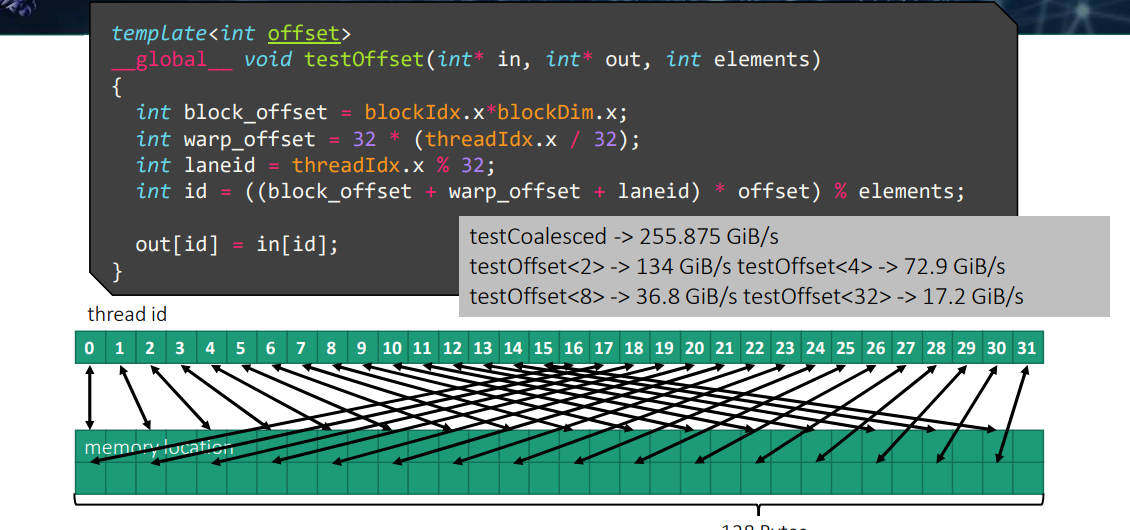 template<int offset>
__global__ void testOffset(int* in, int* out, int elements)
{
int block_offset = blockIdx.x*blockDim.x;
int warp_offset = 32 * (threadIdx.x / 32);
int laneid = threadIdx.x % 32;
int id = ((block_offset + warp_offset + laneid) * offset) % elements;
out[id] = in[id];
}
testCoalesced -> 255.875 GiB/s
testOffset<2> -> 134 GiB/s testOffset<4> -> 72.9 GiB/s
testOffset<8> -> 36.8 GiB/s testOffset<32> -> 17.2 GiB/s
thread id
0 1 2 3 4 5 6 7 8 9 10 11 12 13 14 15 16 17 18 19 20 21 22 23 24 25 26 27 28 29 30 31
memory location
128 Bytes